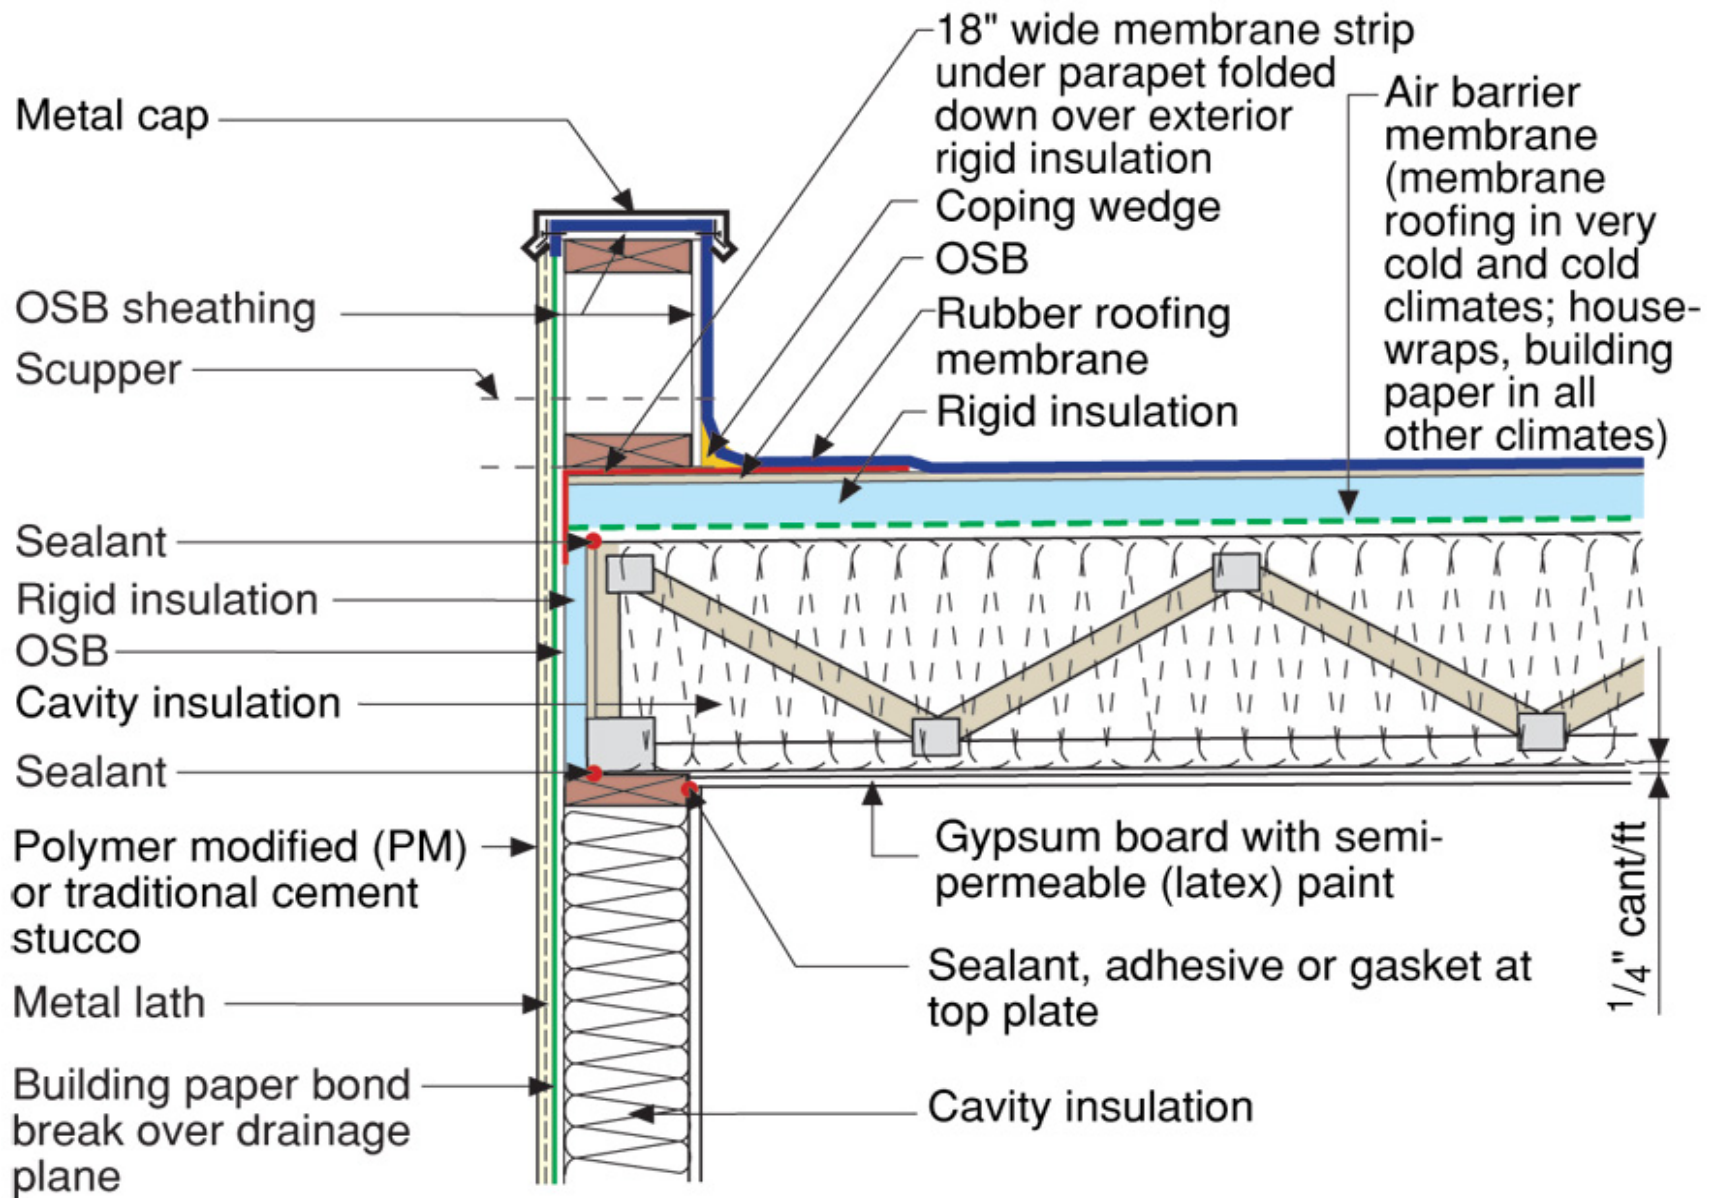 Metal cap
OSB sheathing
Scupper
Sealant
Rigid insulation
OSB
Cavity insulation
Sealant
Polymer modified (PM)
or traditional cement
stucco
Metal lath
Building paper bond
break over drainage
plane
18" wide membrane strip
under parapet folded
down over exterior
rigid insulation
Coping wedge
OSB
Rubber roofing
membrane
Rigid insulation
Air barrier
membrane
(membrane
roofing in very
cold and cold
climates; house-
wraps, building
paper in all
other climates)
Gypsum board with semi-
permeable (latex) paint
Sealant, adhesive or gasket at
top plate
Cavity insulation
1/4" cant/ft